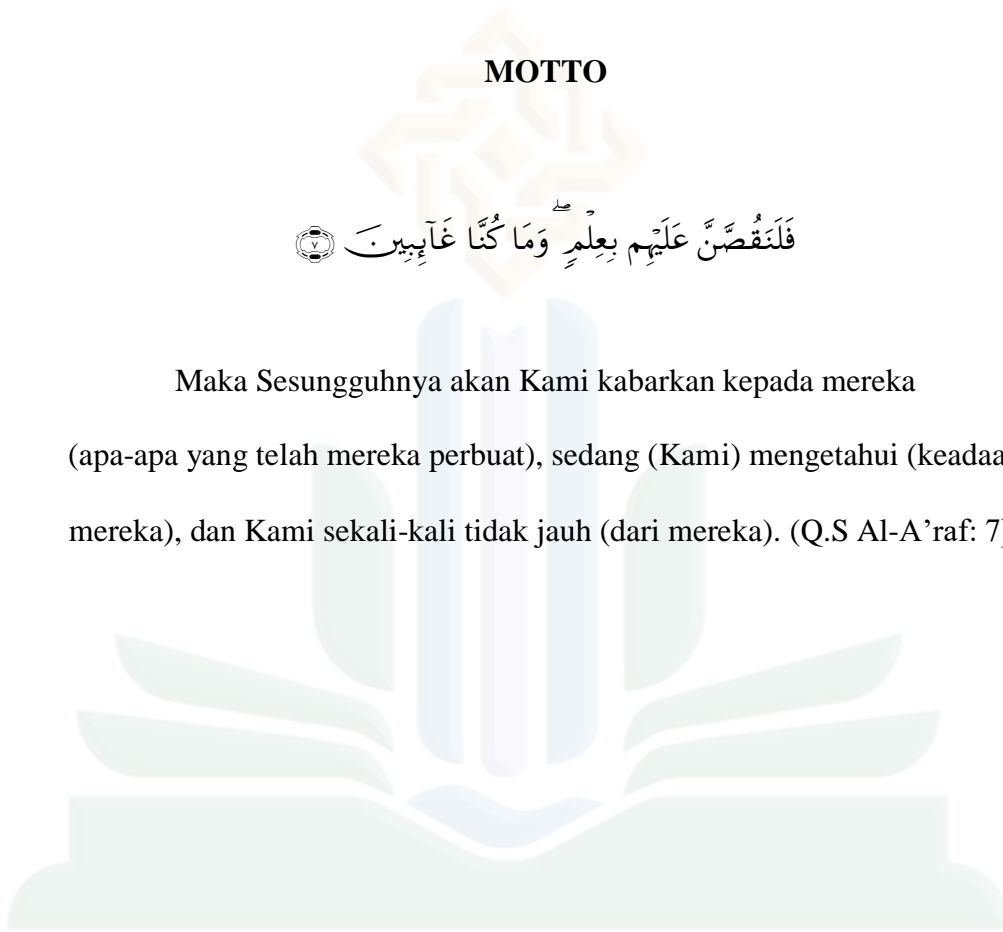 MOTTO
فَلَنَقُصَّنَّ عَلَيْهِم بِعِلْمٍ ۖ وَمَا كُنَّا غَآئِبِينَ ۝٧
Maka Sesungguhnya akan Kami kabarkan kepada mereka
(apa-apa yang telah mereka perbuat), sedang (Kami) mengetahui (keadaa
mereka), dan Kami sekali-kali tidak jauh (dari mereka). (Q.S Al-A’raf: 7)